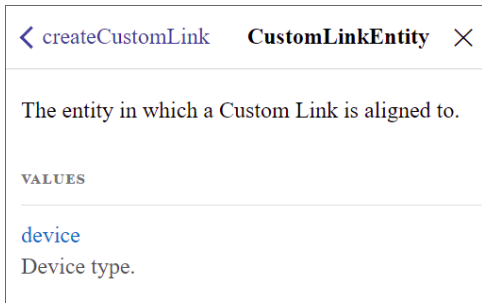 createCustomLink CustomLinkEntity
The entity in which a Custom Link is aligned to.
VALUES
device
Device type.